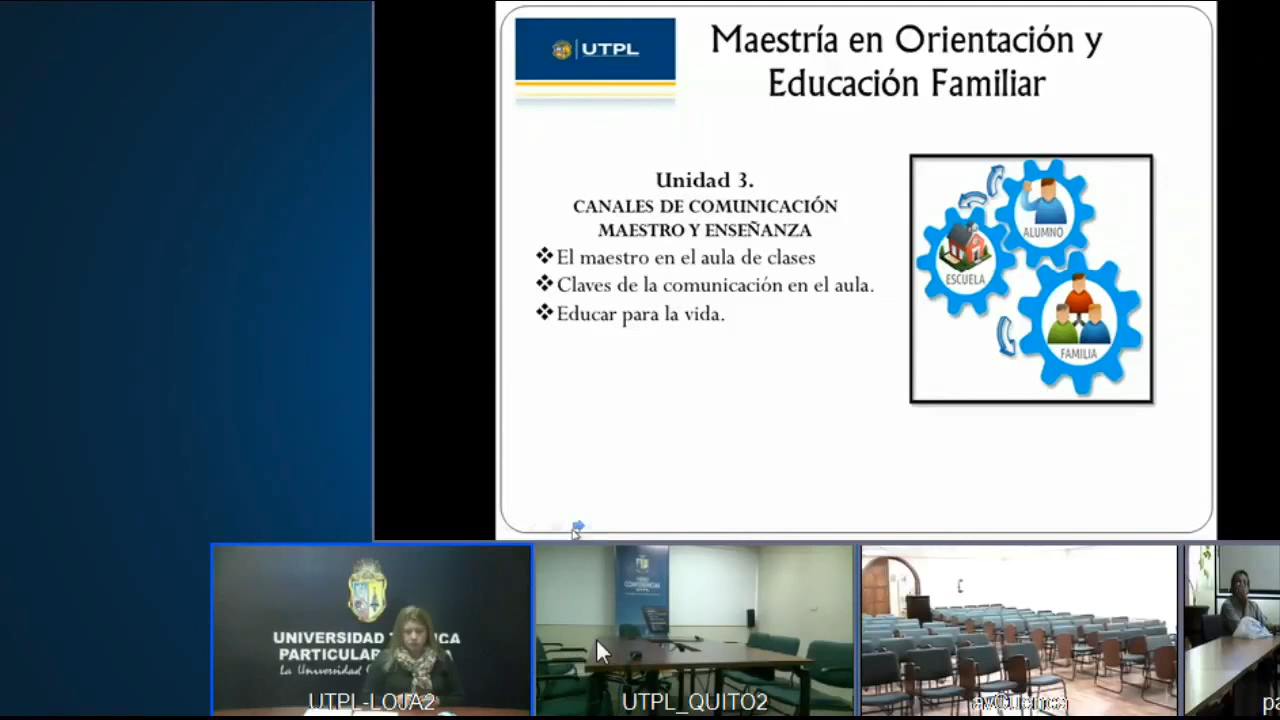 UTPL
Maestría en Orientación y
Educación Familiar
Unidad 3.
CANALES DE COMUNICACIÓN
MAESTRO Y ENSEÑANZA
❖El maestro en el aula de clases
❖Claves de la comunicación en el aula.
❖Educar para la vida.
ALUMNO
ESCUELA
FAMILIA
UNIVERSIDAD
PARTICULAR
La Universidad
UTPL-LOJA2
UTPL_QUITO2